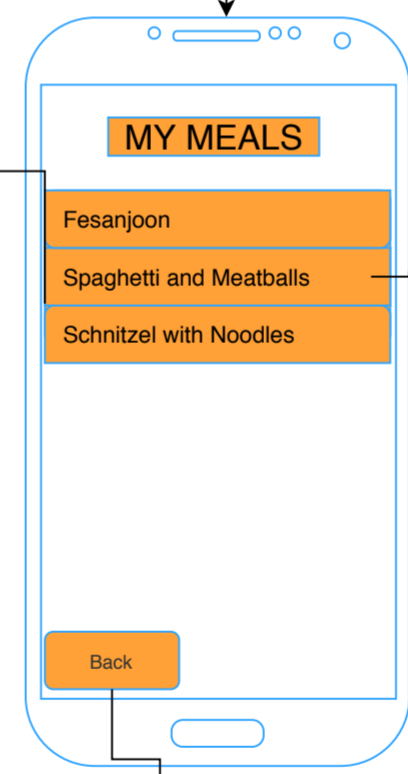 MY MEALS
Fesanjoon
Spaghetti and Meatballs
Schnitzel with Noodles
Back